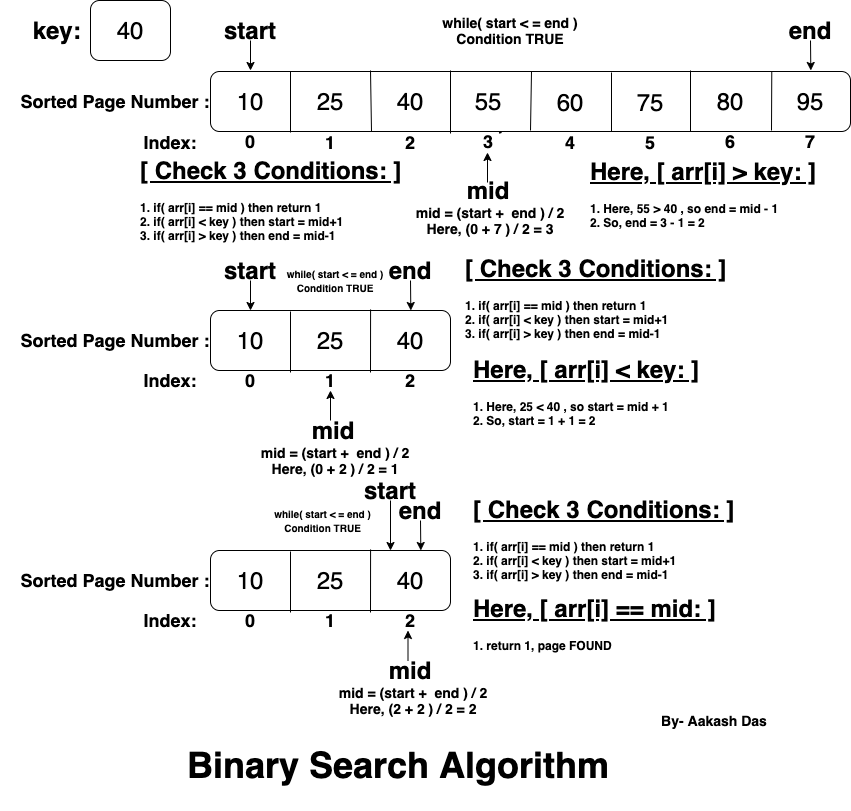 key: 40
start
while( start < = end )
Condition TRUE
end
Sorted Page Number : 10 25 40 55 60 75 80 95
Index: 0 1 2 3 4 5 6 7
[ Check 3 Conditions: ]
1. if( arr[i] == mid ) then return 1
2. if( arr[i] < key ) then start = mid+1
3. if( arr[i] > key ) then end = mid-1
mid
mid = (start + end ) / 2
Here, (0 + 7 ) / 2 = 3
Here, [ arr[i] > key: ]
1. Here, 55 > 40 , so end = mid - 1
2. So, end = 3 - 1 = 2
start
while( start < = end )
Condition TRUE
end
Sorted Page Number : 10 25 40
Index: 0 1 2
mid
mid = (start + end ) / 2
Here, (0 + 2 ) / 2 = 1
[ Check 3 Conditions: ]
1. if( arr[i] == mid ) then return 1
2. if( arr[i] < key ) then start = mid+1
3. if( arr[i] > key ) then end = mid-1
Here, [ arr[i] < key: ]
1. Here, 25 < 40 , so start = mid + 1
2. So, start = 1 + 1 = 2
start
while( start < = end )
Condition TRUE
end
Sorted Page Number : 10 25 40
Index: 0 1 2
mid
mid = (start + end ) / 2
Here, (2 + 2 ) / 2 = 2
[ Check 3 Conditions: ]
1. if( arr[i] == mid ) then return 1
2. if( arr[i] < key ) then start = mid+1
3. if( arr[i] > key ) then end = mid-1
Here, [ arr[i] == mid: ]
1. return 1, page FOUND
By- Aakash Das
Binary Search Algorithm